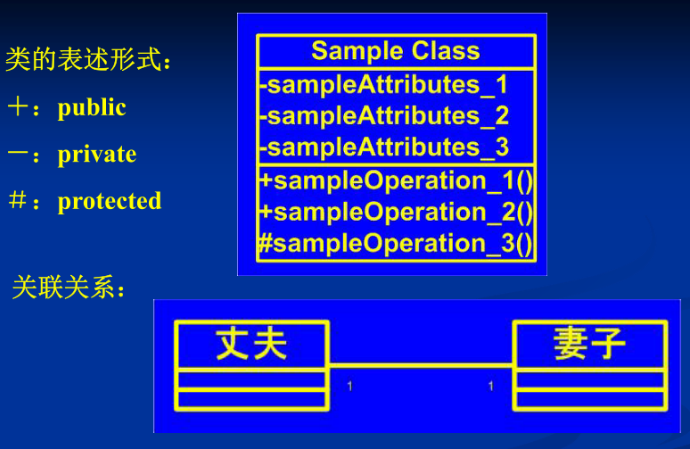 类的表述形式：
＋：public
－：private
＃：protected
Sample Class
-sampleAttributes_1
-sampleAttributes_2
-sampleAttributes_3
+sampleOperation_1()
+sampleOperation_2()
#sampleOperation_3()
关联关系：
丈夫
1
1
妻子